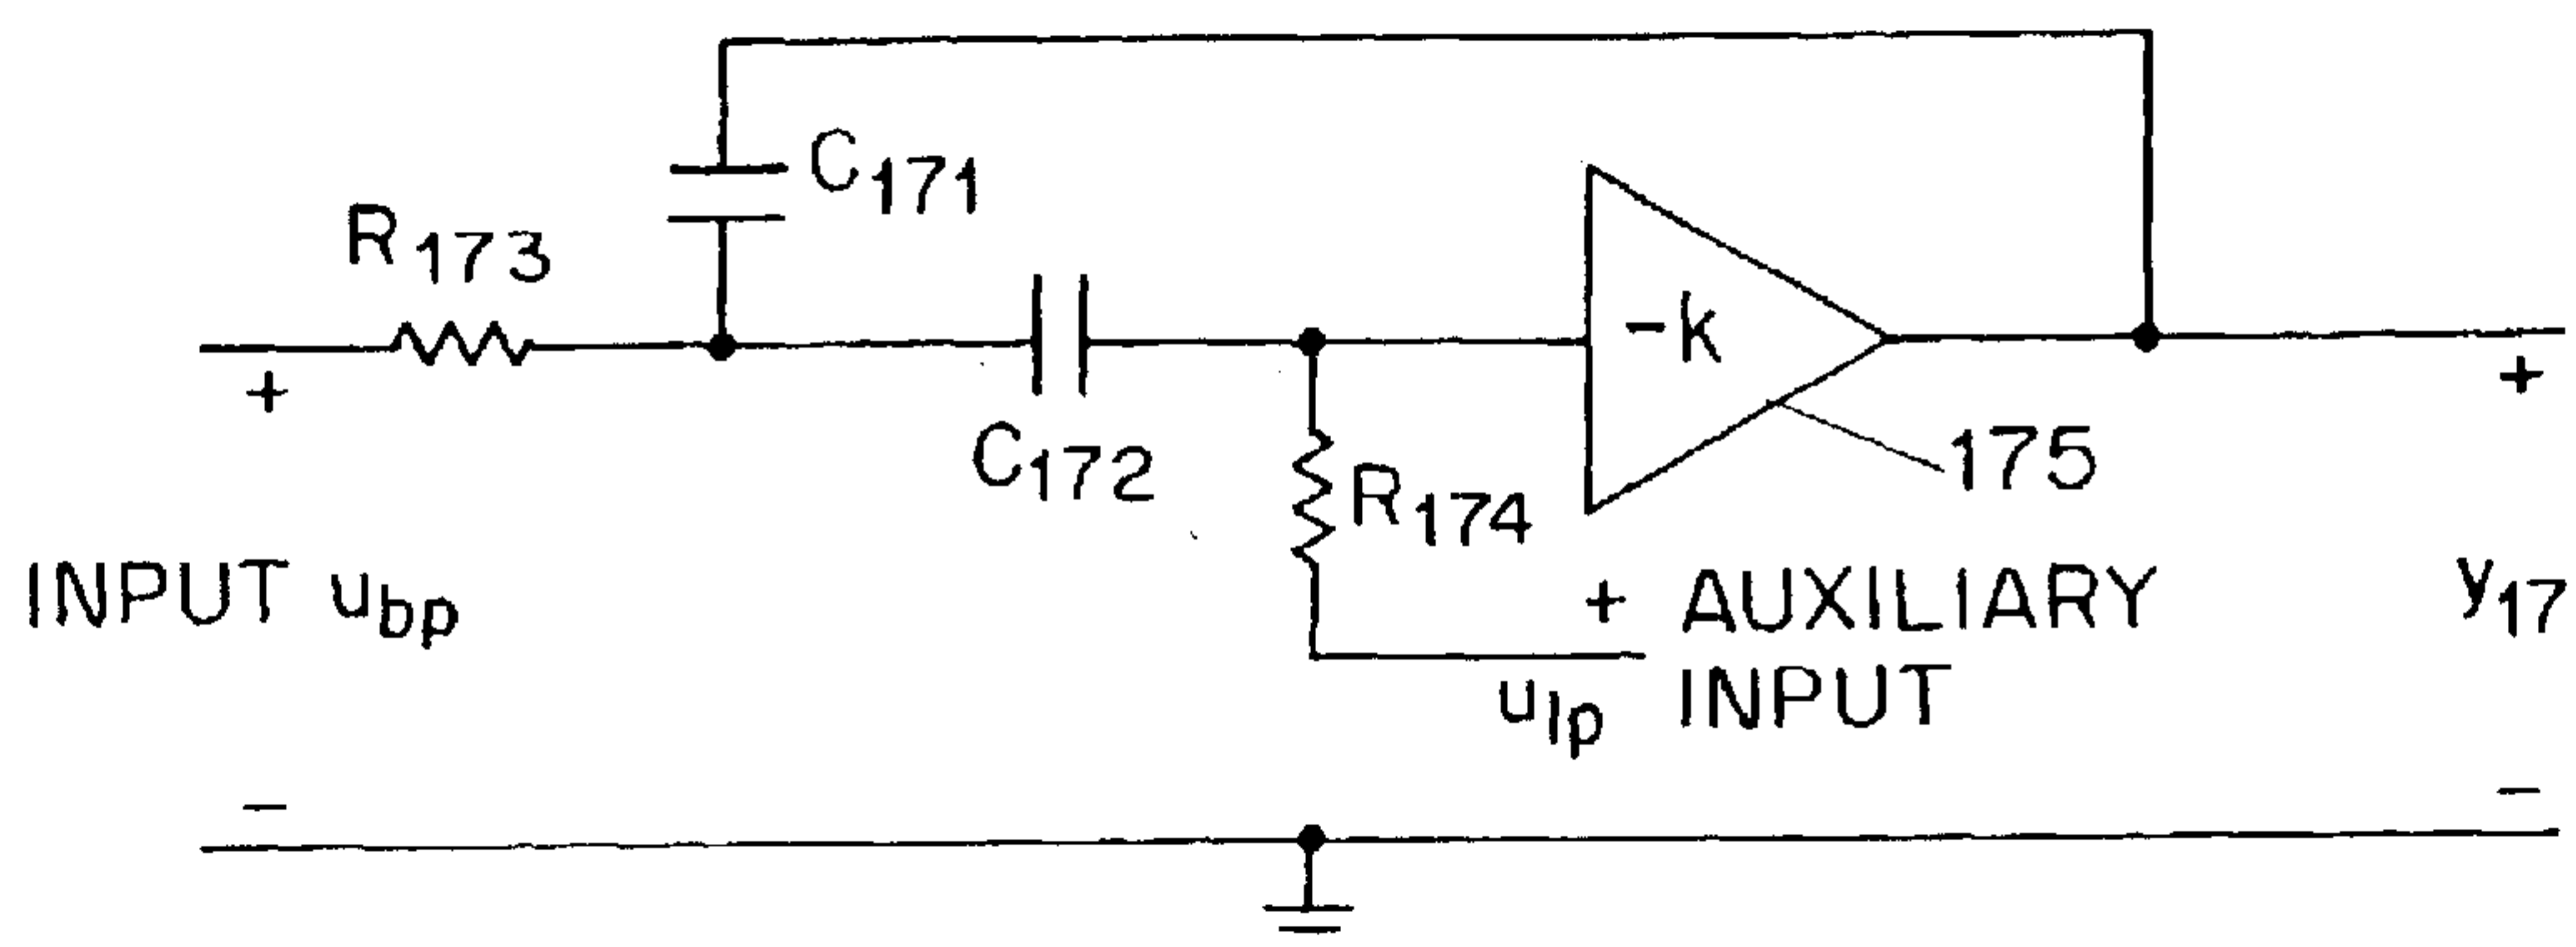 C171
R173
-k
C172
R174
175
+
+
INPUT ubp
+ AUXILIARY
INPUT
ulp
y17
-
-